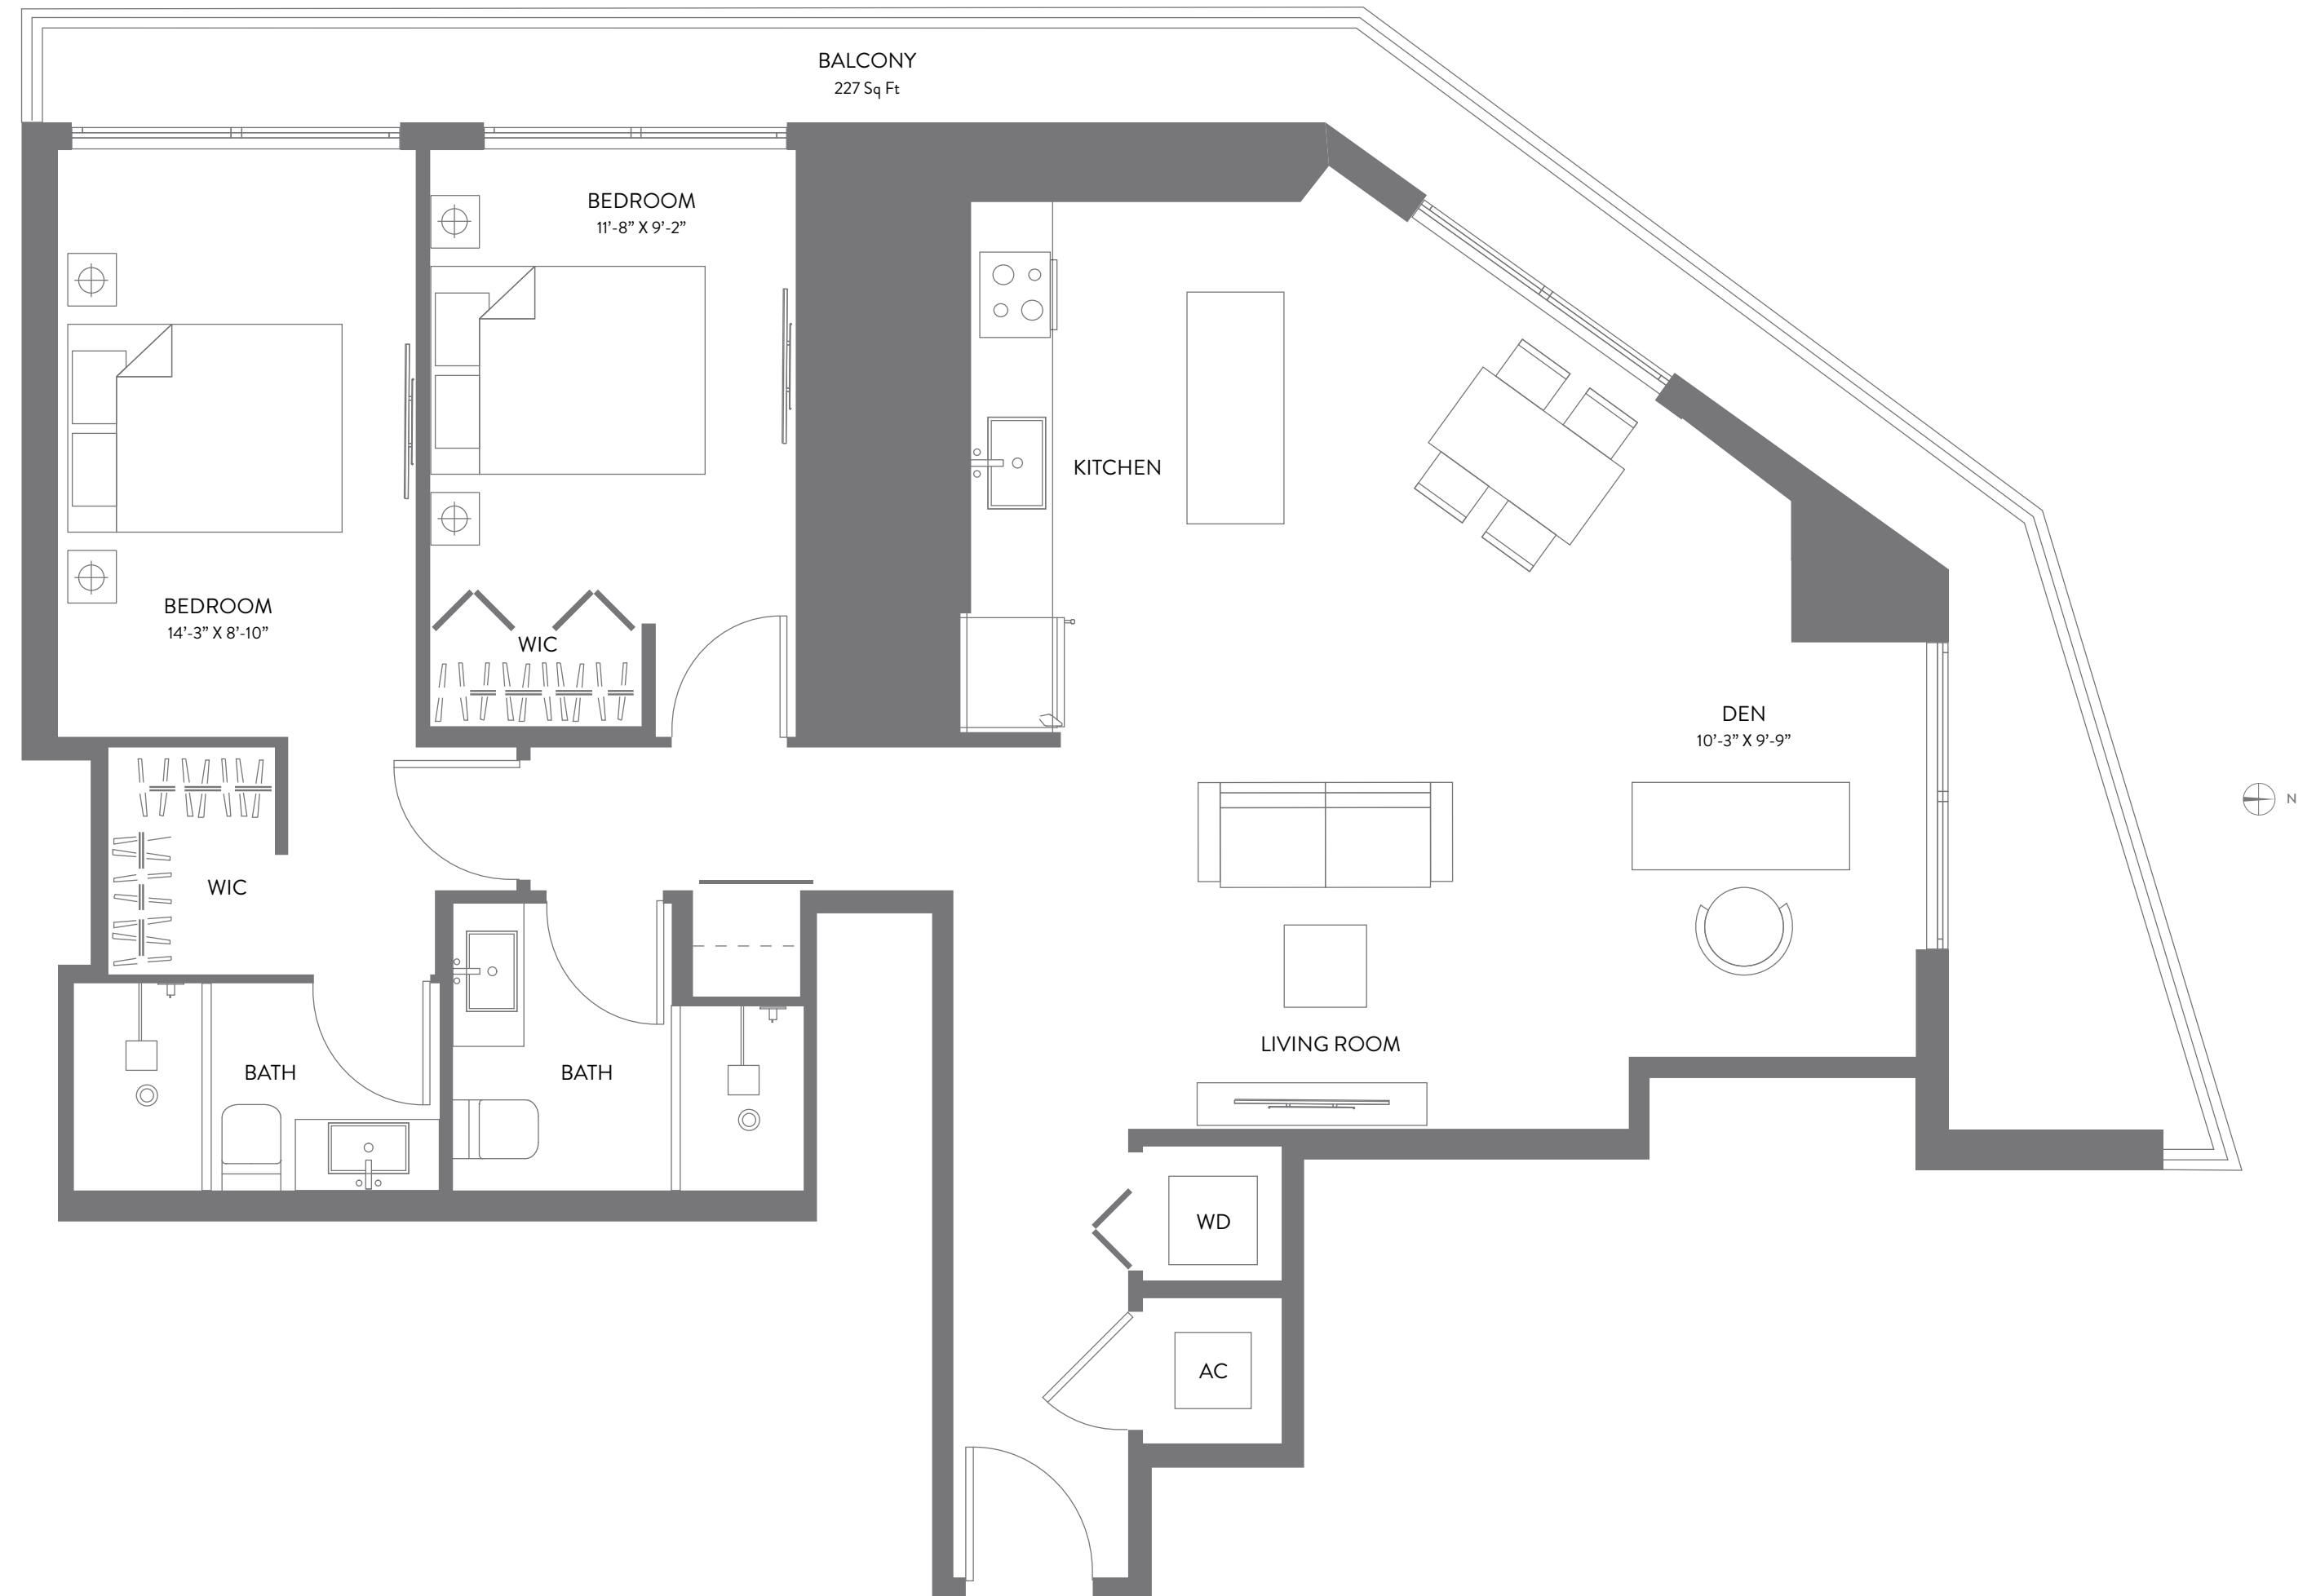 BALCONY
227 Sq Ft
BEDROOM
11’-8” X 9’-2”
KITCHEN
BEDROOM
14’-3” X 8’-10”
WIC
DEN
10’-3” X 9’-9”
N
WIC
LIVING ROOM
BATH
BATH
WD
AC